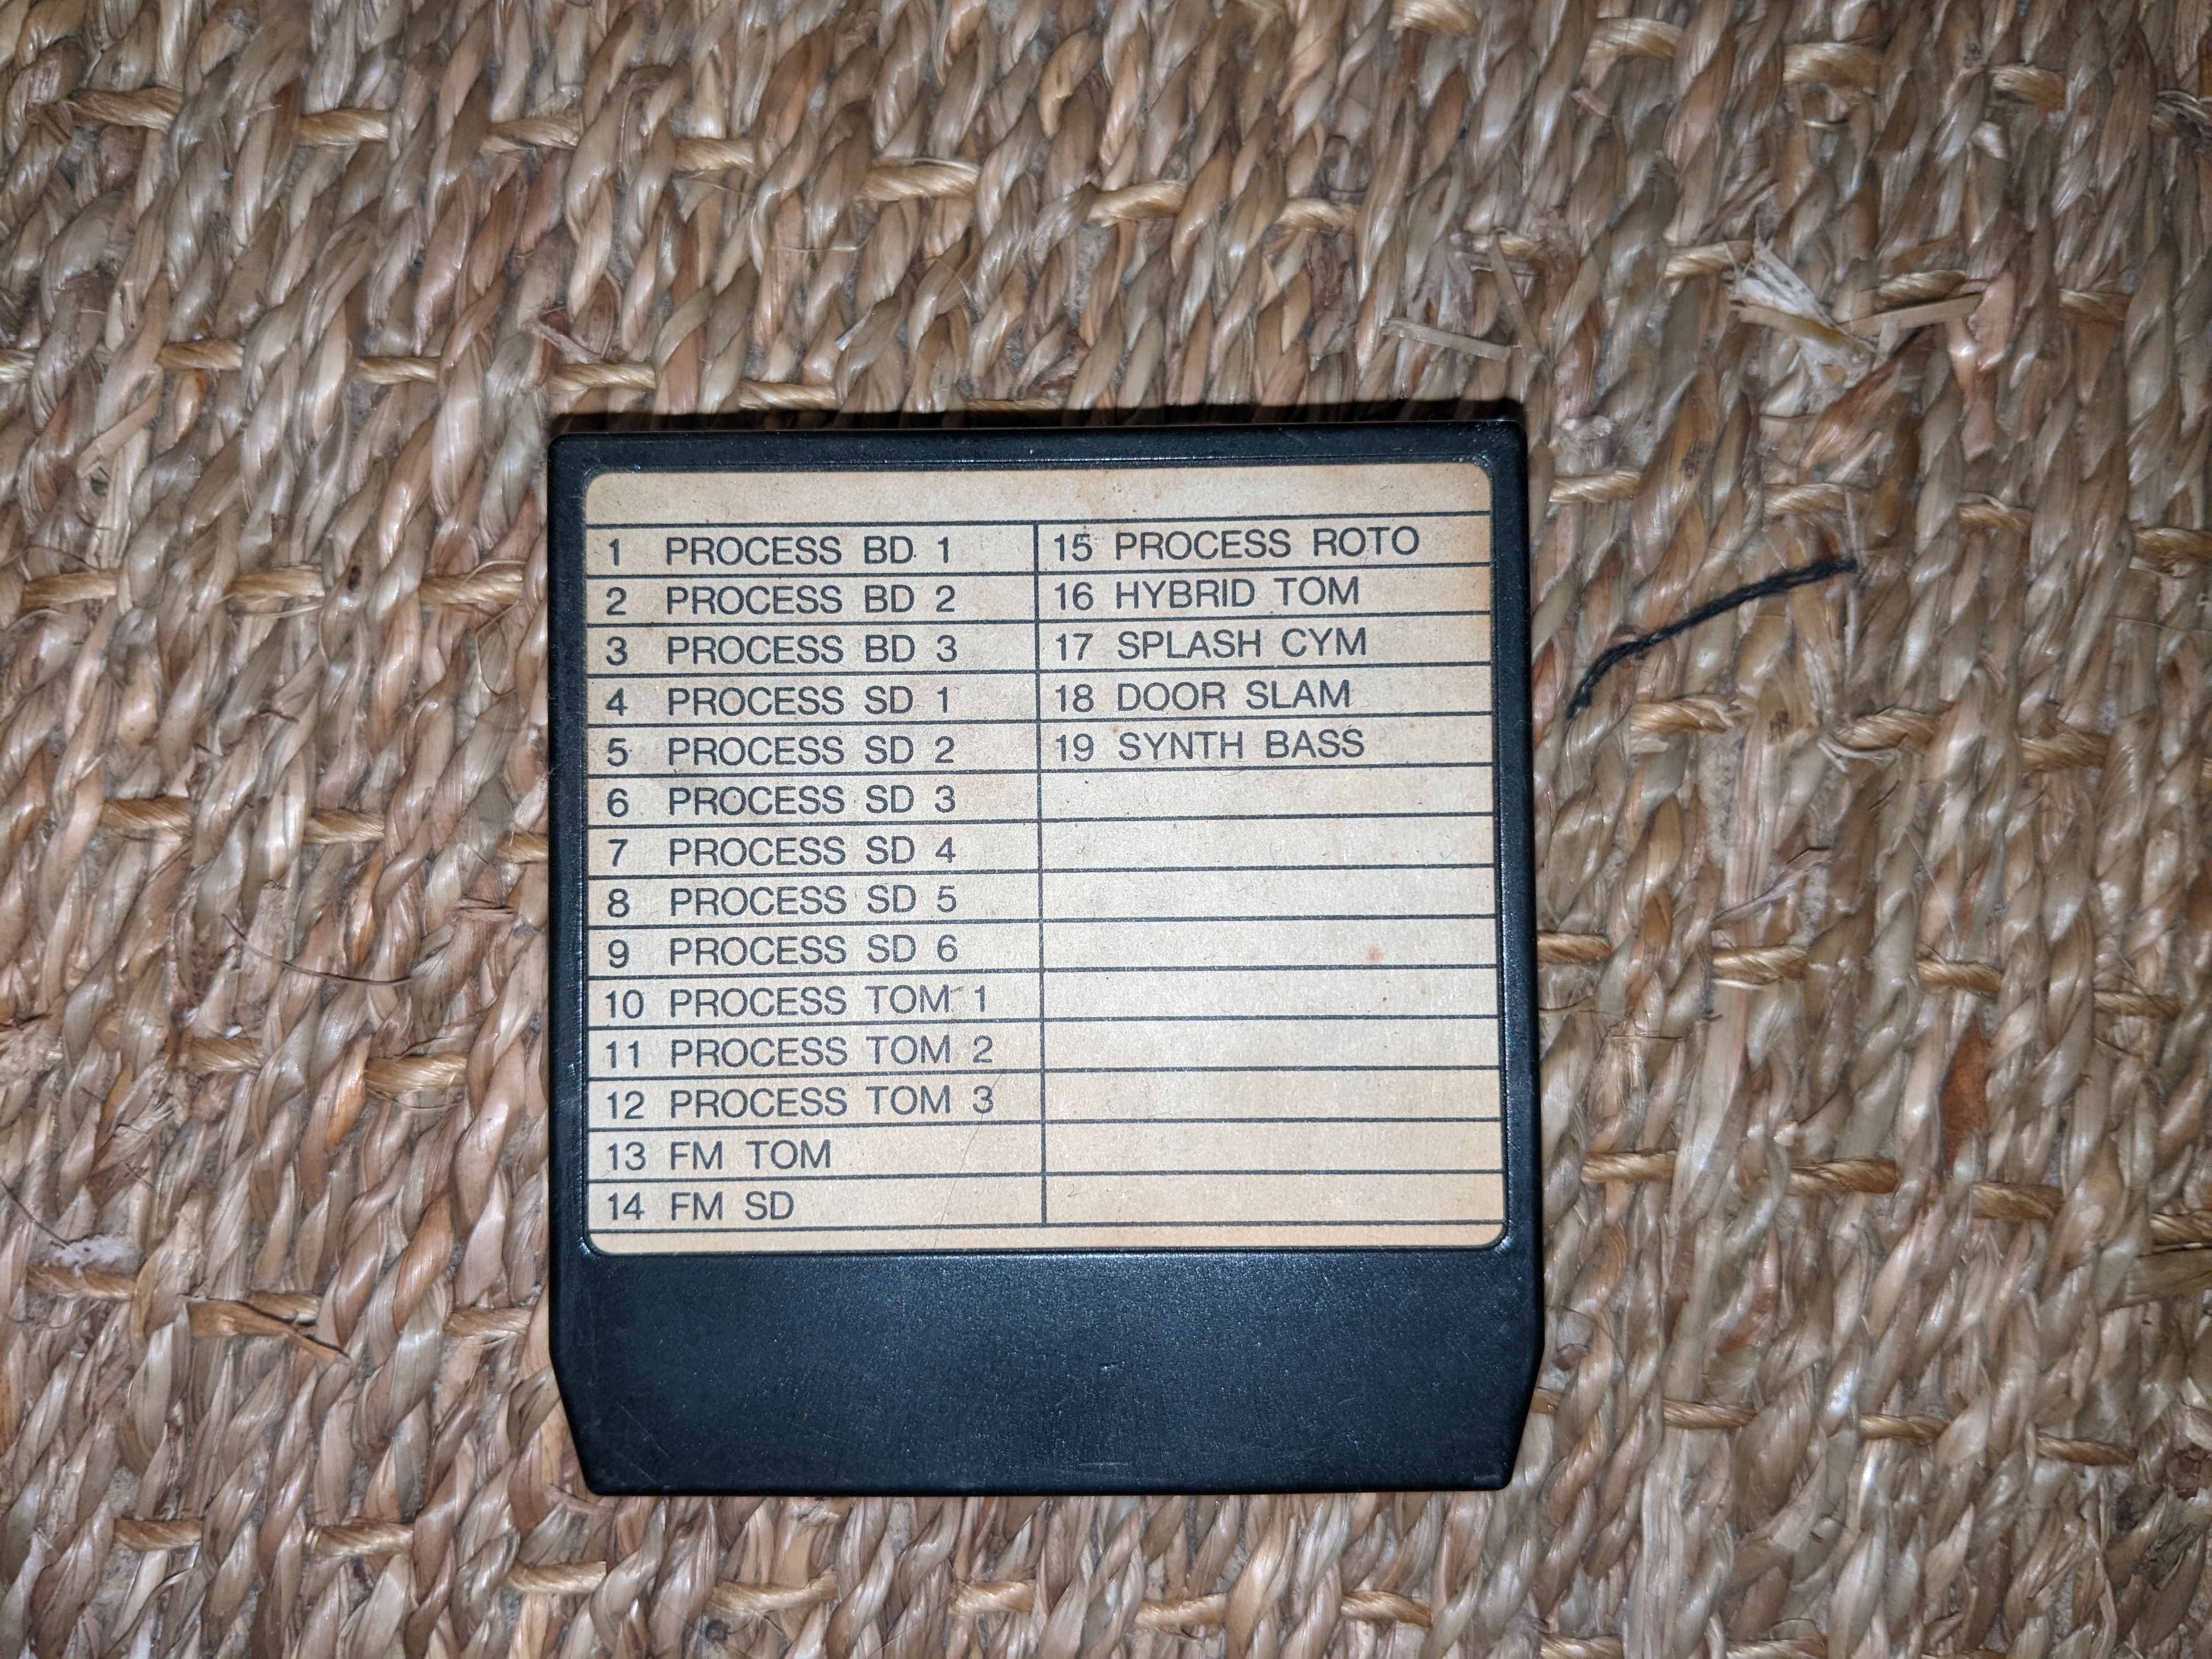 1 PROCESS BD 1
2 PROCESS BD 2
3 PROCESS BD 3
4 PROCESS SD 1
5 PROCESS SD 2
6 PROCESS SD 3
7 PROCESS SD 4
8 PROCESS SD 5
9 PROCESS SD 6
10 PROCESS TOM 1
11 PROCESS TOM 2
12 PROCESS TOM 3
13 FM TOM
14 FM SD
15 PROCESS ROTO
16 HYBRID TOM
17 SPLASH CYM
18 DOOR SLAM
19 SYNTH BASS